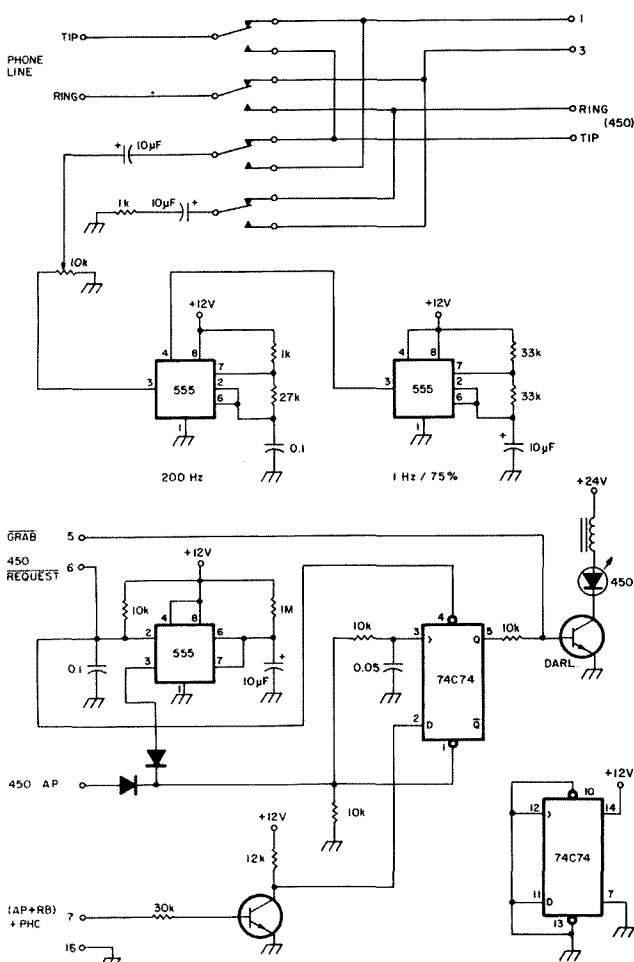 1
TIP
3
PHONE
LINE
RING
RING
(450)
+ 10µF
TIP
1k 10µF +
10k
+12V +12V
4 8 4 8
1k 33k
7 7
3 555 2 3 555 2
6 27k 6 33k
1 1
0.1 + 10µF
200 Hz 1 Hz / 75%
+24V
GRAB 5
450 6
REQUEST
+12V
450
10k 4 8 1M
10k 4 10k
2 555 6 3 Q 5
3 7 + 0.05 74C74 DARL.
0.1 1 10µF 2 D Q
1
450 AP
10k
+12V
+12V
10
12 14
12k
74C74
11 D 7
(AP+RB) 7 30k
+ PHC
13
16